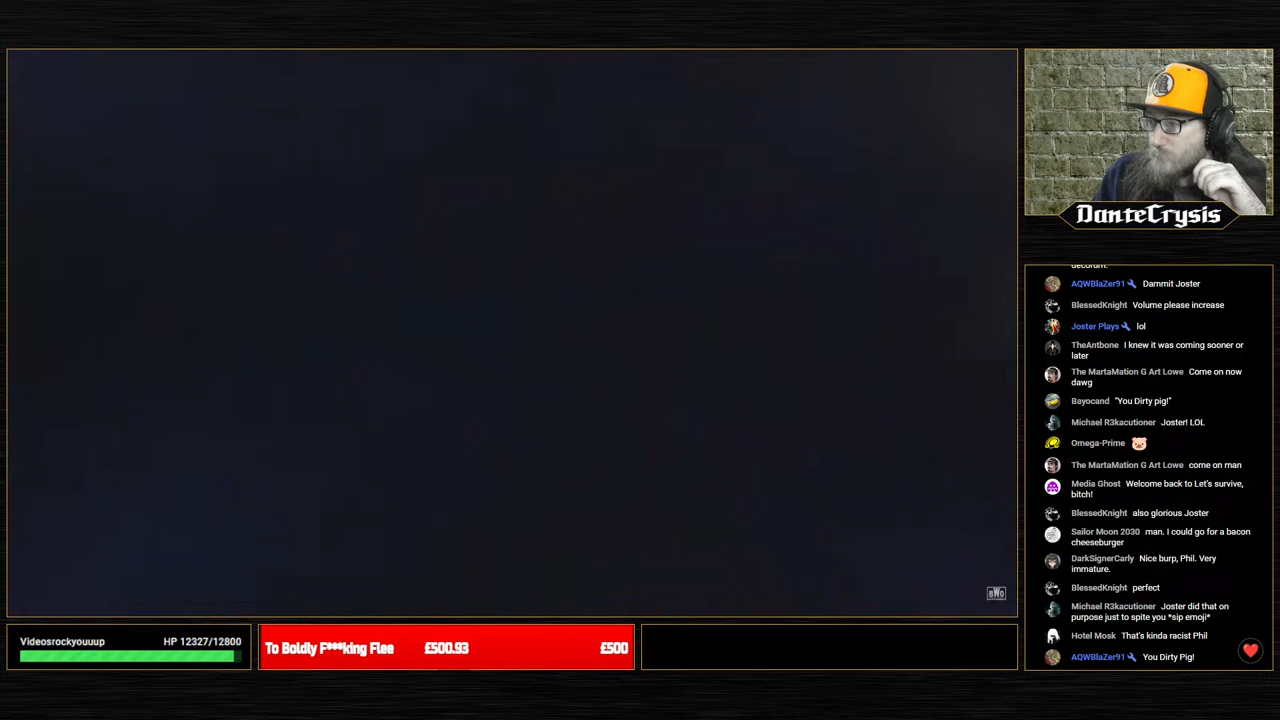 DanteCrysis
decorum.
AQWBlaZer91 Dammit Joster
BlessedKnight Volume please increase
Joster Plays lol
TheAntbone I knew it was coming sooner or
later
The MartaMation G Art Lowe Come on now
dawg
Bayocand "You Dirty pig!"
Michael R3kacutioner Joster! LOL
Omega-Prime
The MartaMation G Art Lowe come on man
Media Ghost Welcome back to Let's survive,
bitch!
BlessedKnight also glorious Joster
Sailor Moon 2030 man. I could go for a bacon
cheeseburger
DarkSignerCarly Nice burp, Phil. Very
immature.
BlessedKnight perfect
Michael R3kacutioner Joster did that on
purpose just to spite you *sip emoji*
Hotel Mosk That's kinda racist Phil
AQWBlaZer91 You Dirty Pig!
BWO
Videosrockyouuup HP 12327/12800
To Boldly F***king Flee £500.93 £500